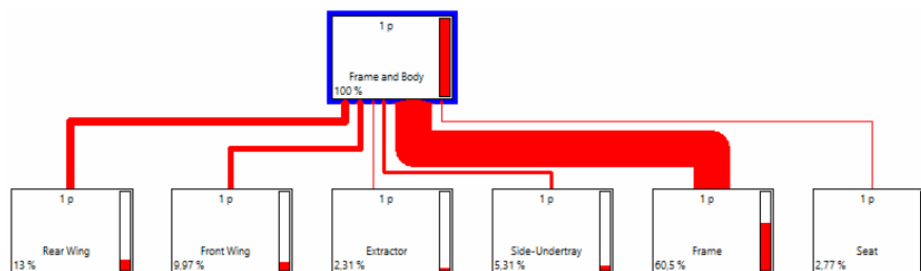 1 p
Frame and Body
100 %
1 p
Rear Wing
13 %
1 p
Front Wing
9,97 %
1 p
Extractor
2,31 %
1 p
Side-Undertray
5,31 %
1 p
Frame
60,5 %
1 p
Seat
2,77 %